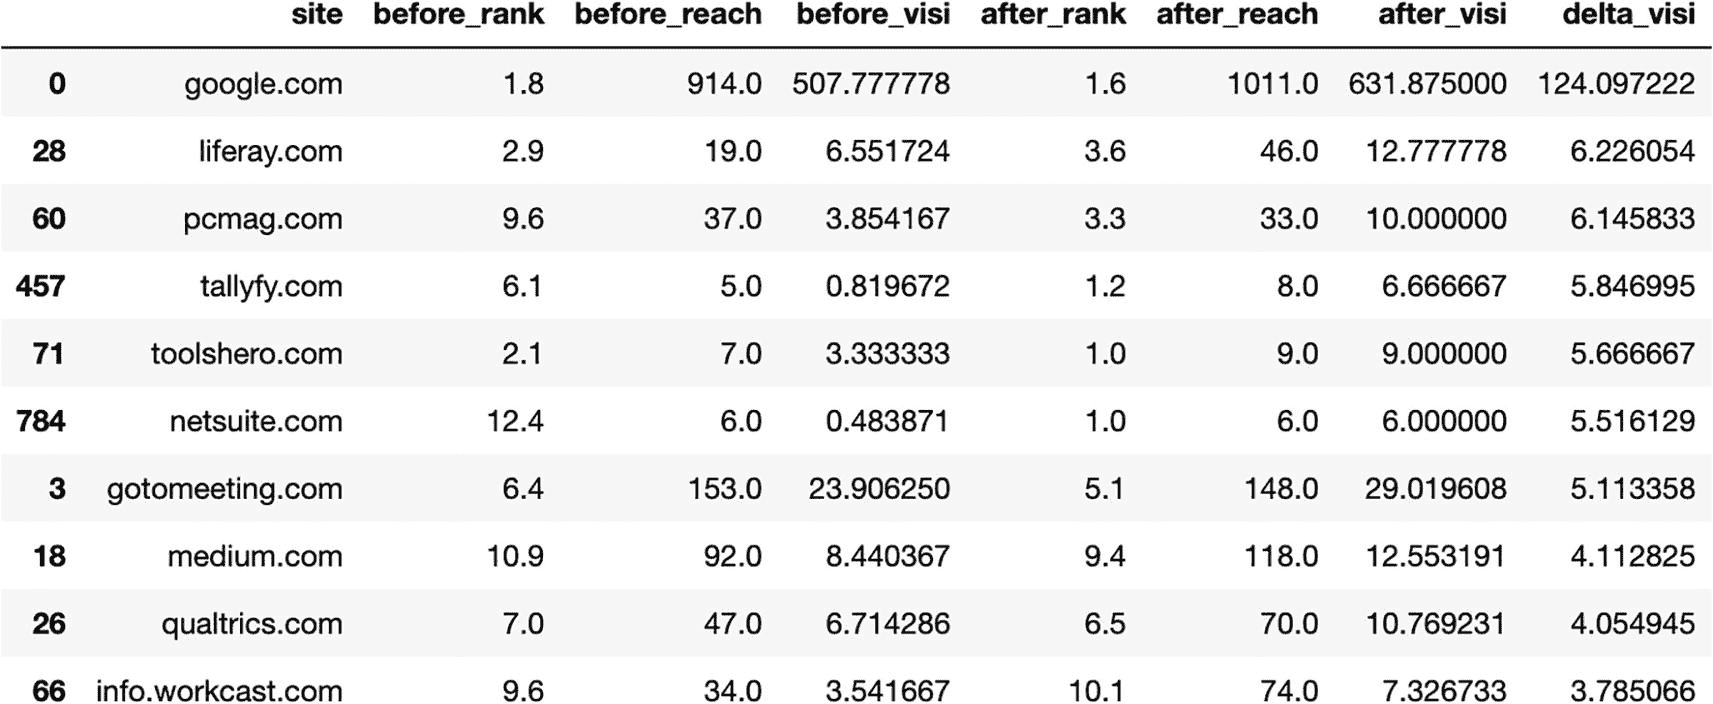 site before_rank before_reach before_visi after_rank after_reach after_visi delta_visi
0 google.com 1.8 914.0 507.777778 1.6 1011.0 631.875000 124.097222
28 liferay.com 2.9 19.0 6.551724 3.6 46.0 12.777778 6.226054
60 pcmag.com 9.6 37.0 3.854167 3.3 33.0 10.000000 6.145833
457 tallyfy.com 6.1 5.0 0.819672 1.2 8.0 6.666667 5.846995
71 toolshero.com 2.1 7.0 3.333333 1.0 9.0 9.000000 5.666667
784 netsuite.com 12.4 6.0 0.483871 1.0 6.0 6.000000 5.516129
3 gotomeeting.com 6.4 153.0 23.906250 5.1 148.0 29.019608 5.113358
18 medium.com 10.9 92.0 8.440367 9.4 118.0 12.553191 4.112825
26 qualtrics.com 7.0 47.0 6.714286 6.5 70.0 10.769231 4.054945
66 info.workcast.com 9.6 34.0 3.541667 10.1 74.0 7.326733 3.785066